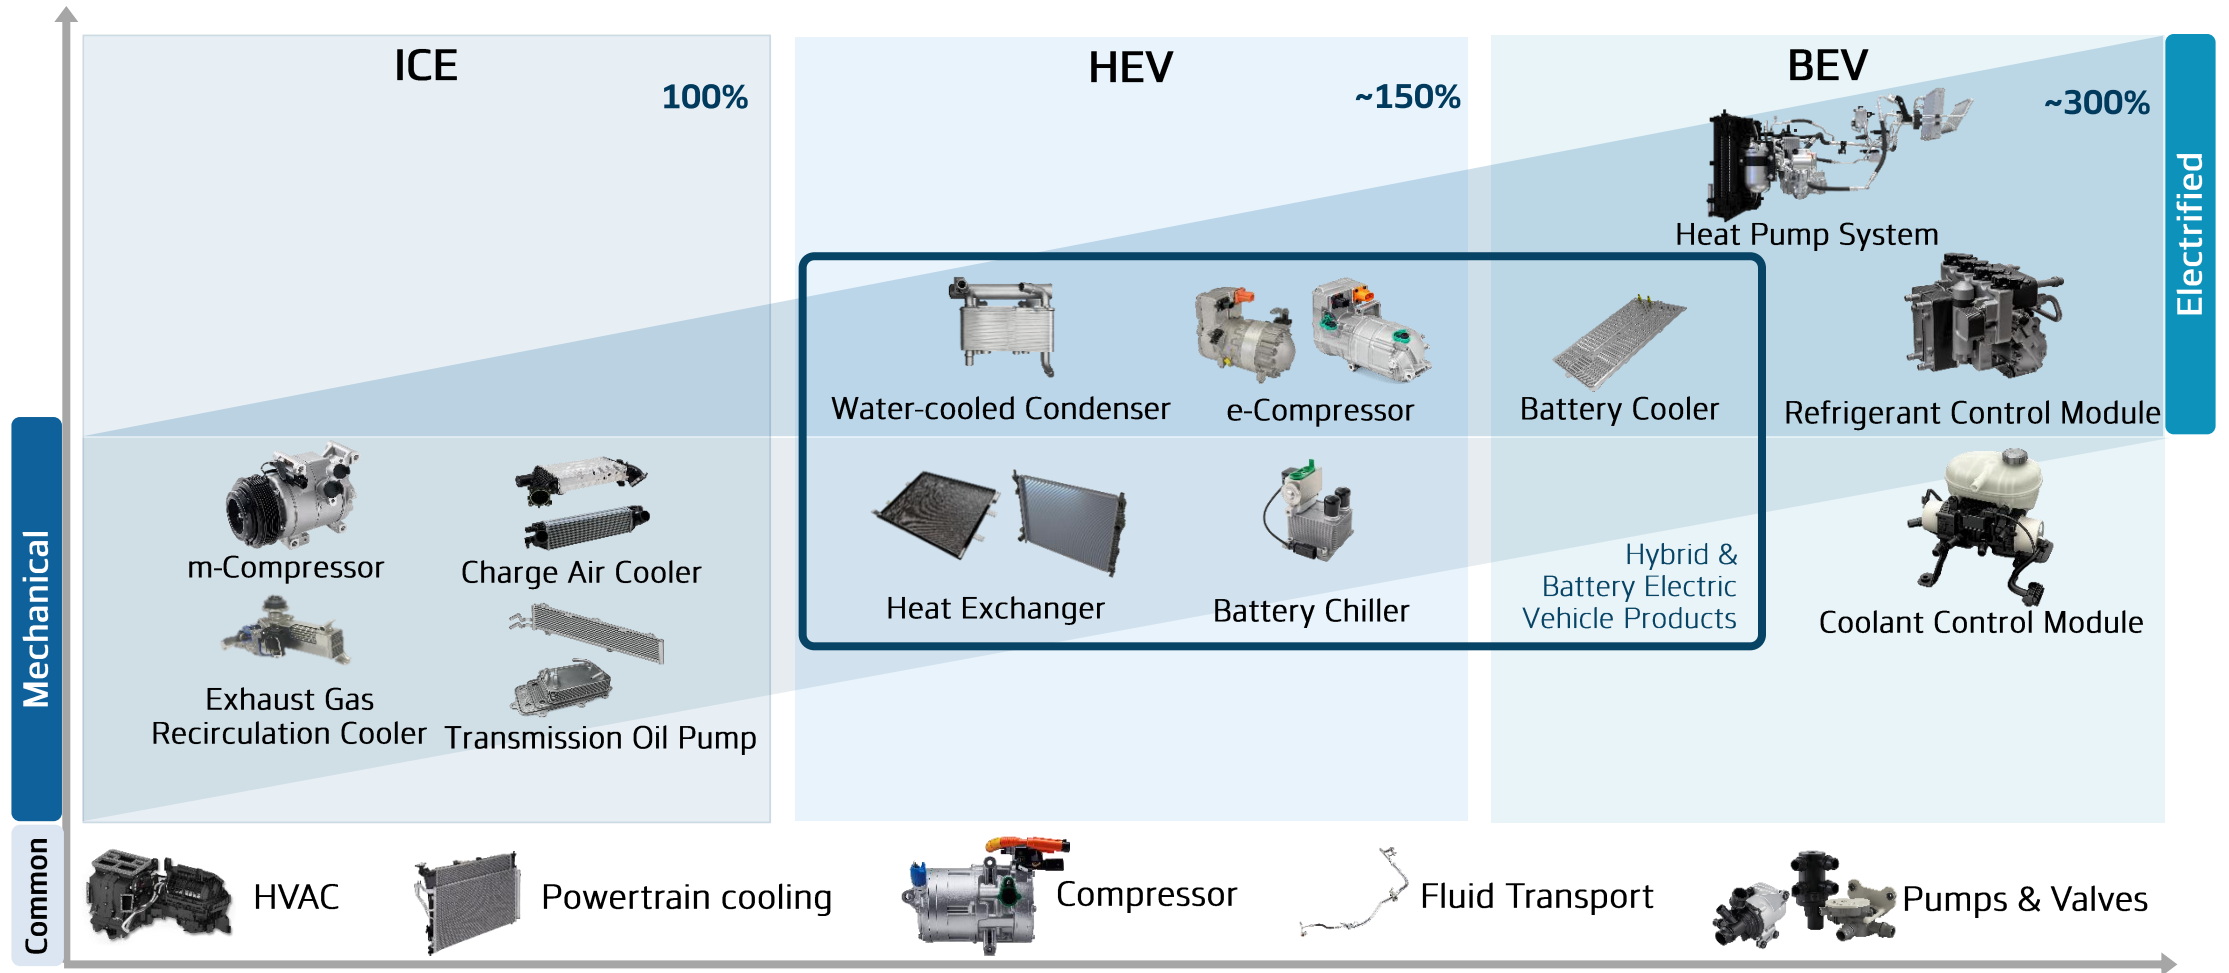 ICE
100%
HEV
~150%
BEV
~300%
Electrified
Heat Pump System
Water-cooled Condenser
e-Compressor
Battery Cooler
Refrigerant Control Module
Mechanical
m-Compressor
Charge Air Cooler
Heat Exchanger
Battery Chiller
Hybrid &
Battery Electric
Vehicle Products
Coolant Control Module
Exhaust Gas
Recirculation Cooler
Transmission Oil Pump
Common
HVAC
Powertrain cooling
Compressor
Fluid Transport
Pumps & Valves